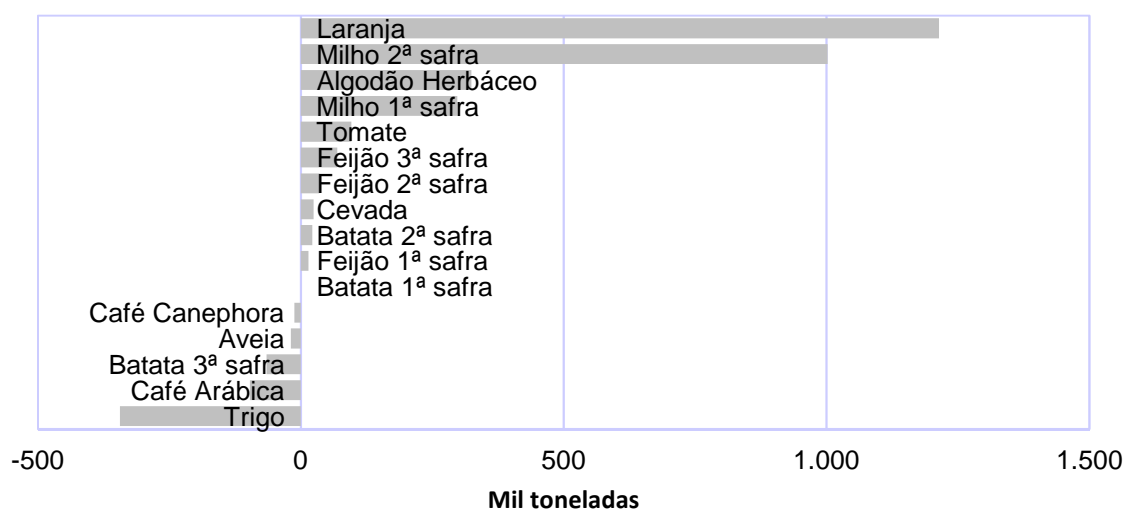 Laranja
Milho 2ª safra
Algodão Herbáceo
Milho 1ª safra
Tomate
Feijão 3ª safra
Feijão 2ª safra
Cevada
Batata 2ª safra
Feijão 1ª safra
Batata 1ª safra
Café Canephora
Aveia
Batata 3ª safra
Café Arábica
Trigo
-500 0 500 1.000 1.500
Mil toneladas